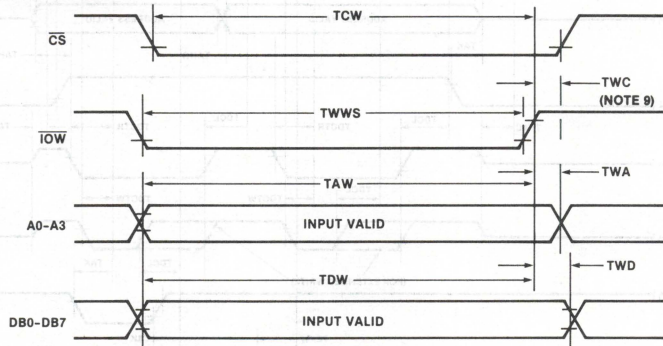 TCW
CS
TWC
(NOTE 9)
TWWS
IOW
TAW
TWA
A0-A3
INPUT VALID
TDW
TWD
DB0-DB7
INPUT VALID